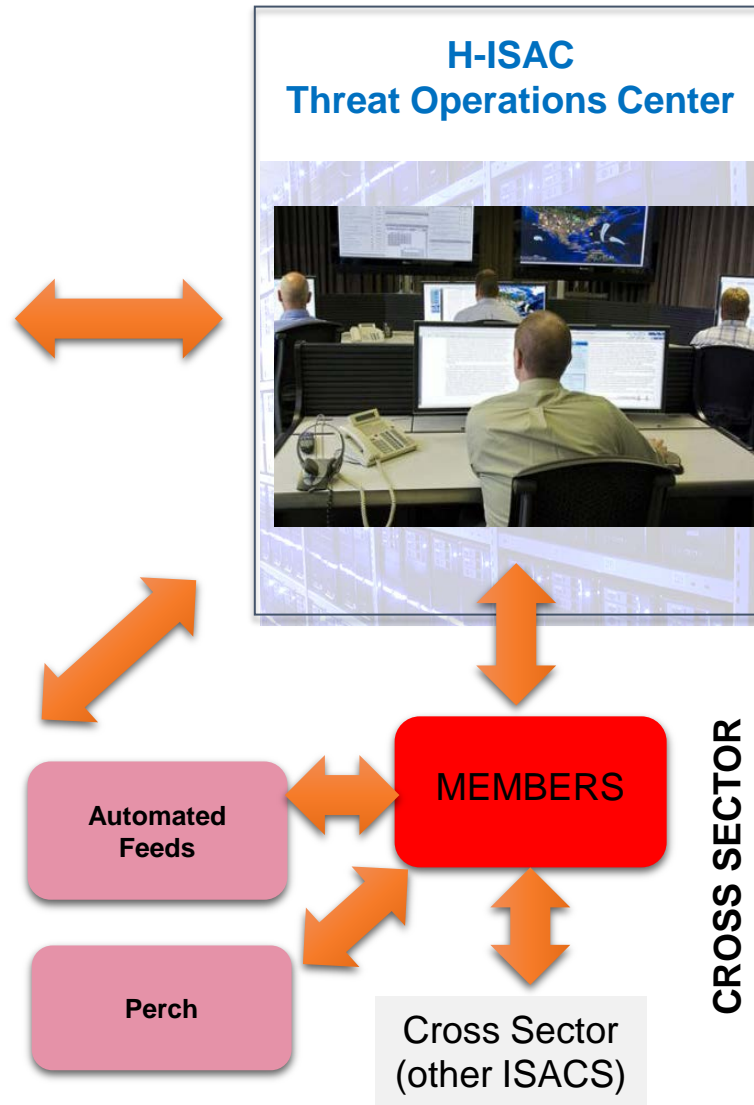 H-ISAC
Threat Operations Center
MEMBERS
Automated
Feeds
Perch
Cross Sector
(other ISACS)
CROSS SECTOR